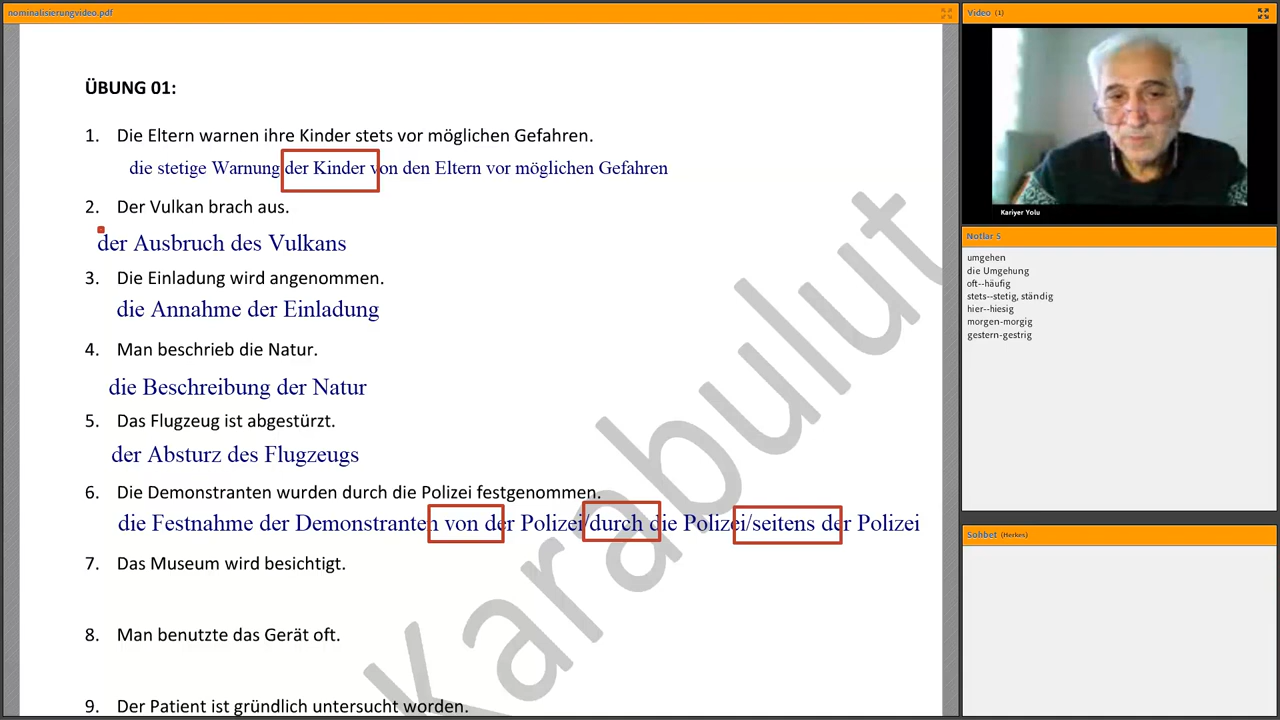 nominalisierungvideo.pdf
ÜBUNG 01:
1. Die Eltern warnen ihre Kinder stets vor möglichen Gefahren.
die stetige Warnung der Kinder von den Eltern vor möglichen Gefahren
2. Der Vulkan brach aus.
der Ausbruch des Vulkans
3. Die Einladung wird angenommen.
die Annahme der Einladung
4. Man beschrieb die Natur.
die Beschreibung der Natur
5. Das Flugzeug ist abgestürzt.
der Absturz des Flugzeugs
6. Die Demonstranten wurden durch die Polizei festgenommen.
die Festnahme der Demonstranten von der Polizei/durch die Polizei/seitens der Polizei
7. Das Museum wird besichtigt.
8. Man benutzte das Gerät oft.
9. Der Patient ist gründlich untersucht worden.
Karabulut
Video (1)
Kariyer Yolu
Notlar 5
umgehen
die Umgehung
oft--häufig
stets--stetig, ständig
hier--hiesig
morgen-morgig
gestern-gestrig
Sohbet (Herkes)